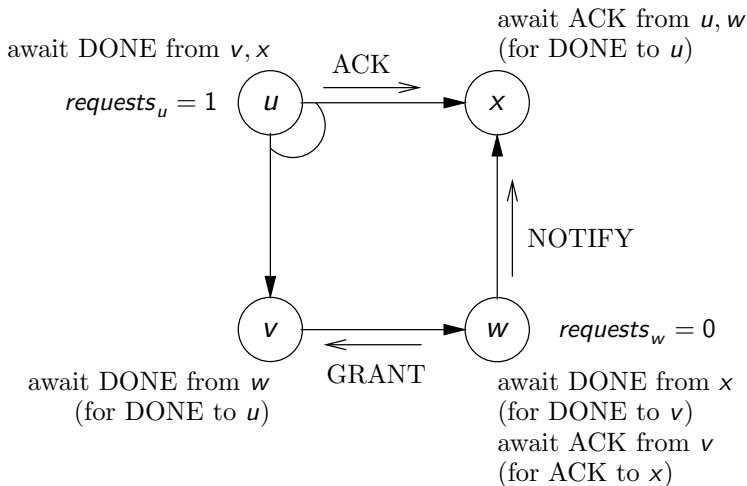 await ACK from u, w
(for DONE to u)
await DONE from v, x
ACK
requests_u = 1
u
x
NOTIFY
v
w
requests_w = 0
GRANT
await DONE from w
(for DONE to u)
await DONE from x
(for DONE to v)
await ACK from v
(for ACK to x)